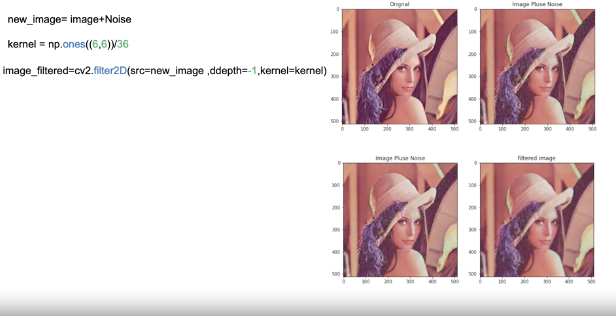 new_image= image+Noise
kernel = np.ones((6,6))/36
image_filtered=cv2.filter2D(src=new_image ,ddepth=-1,kernel=kernel)
Orignal
0
100
200
300
400
500
0 100 200 300 400 500
Image Pluse Noise
0
100
200
300
400
500
0 100 200 300 400 500
Image Pluse Noise
0
100
200
300
400
500
0 100 200 300 400 500
filtered image
0
100
200
300
400
500
0 100 200 300 400 500